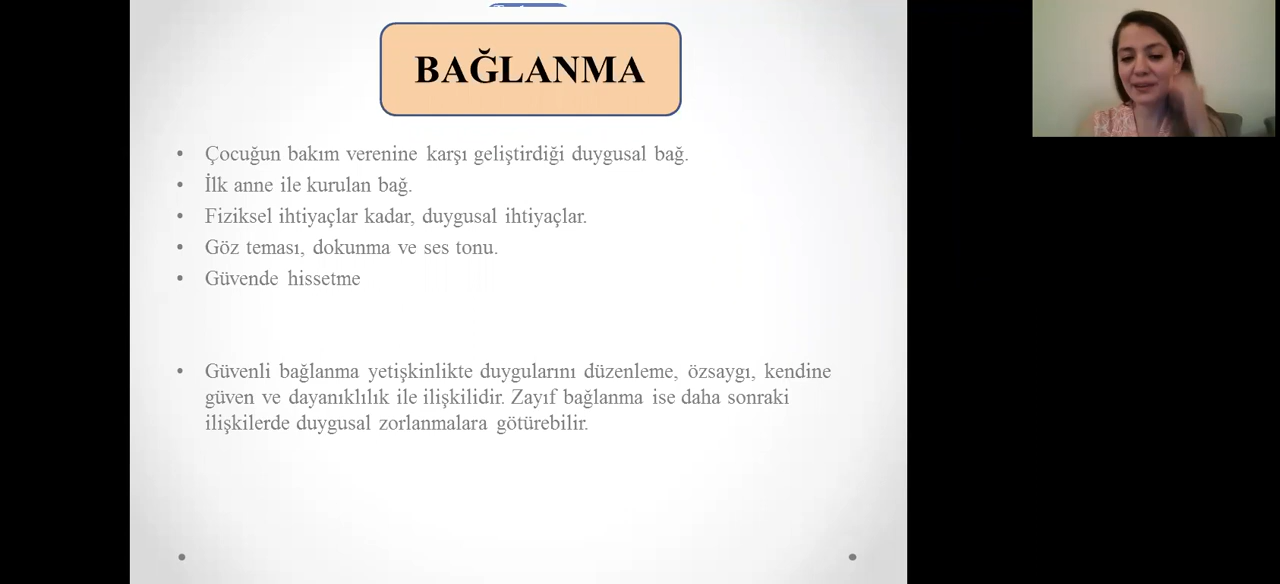 BAĞLANMA
• Çocuğun bakım verenine karşı geliştirdiği duygusal bağ.
• İlk anne ile kurulan bağ.
• Fiziksel ihtiyaçlar kadar, duygusal ihtiyaçlar.
• Göz teması, dokunma ve ses tonu.
• Güvende hissetme
• Güvenli bağlanma yetişkinlikte duygularını düzenleme, özsaygı, kendine
güven ve dayanıklılık ile ilişkilidir. Zayıf bağlanma ise daha sonraki
ilişkilerde duygusal zorlanmalara götürebilir.